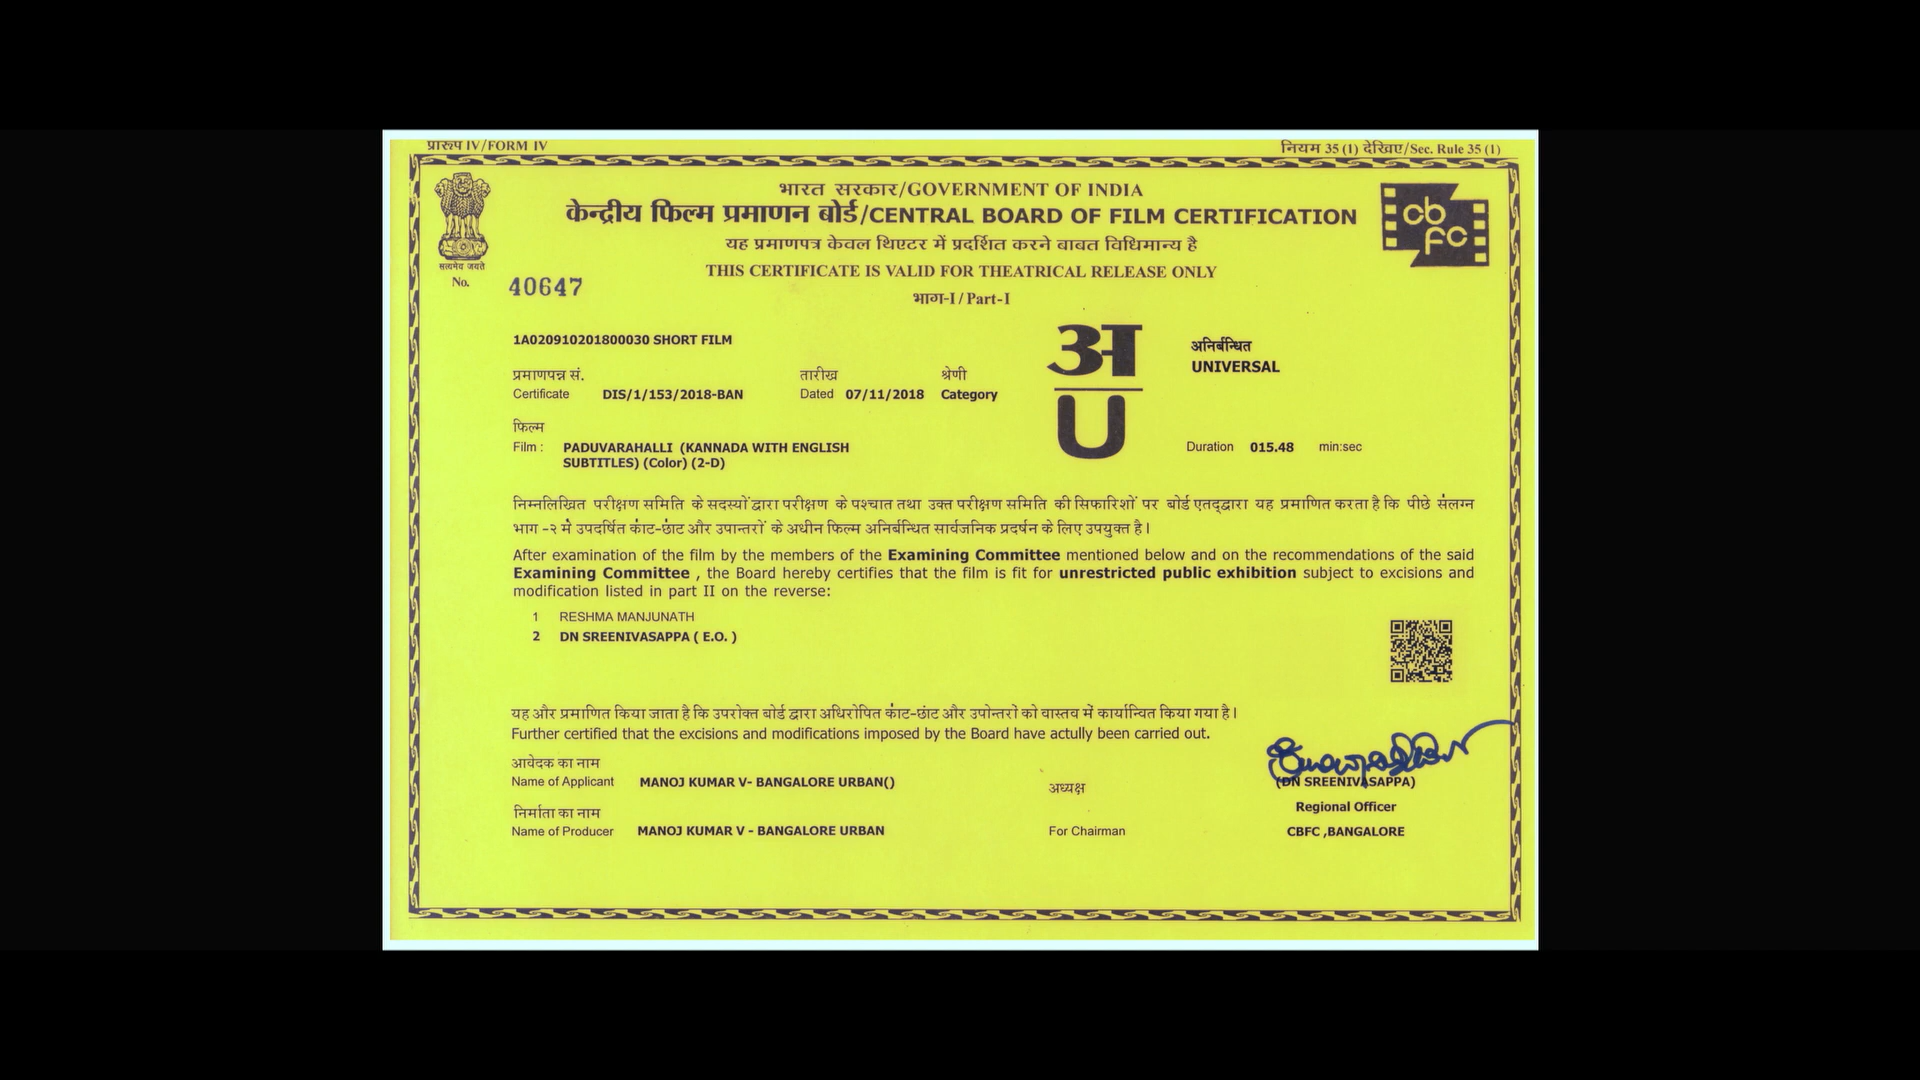 प्रारूप IV/FORM IV
नियम 35 (1) देखिए/Sec. Rule 35 (1)
भारत सरकार/GOVERNMENT OF INDIA
केन्द्रीय फिल्म प्रमाणन बोर्ड/CENTRAL BOARD OF FILM CERTIFICATION
cb
fc
यह प्रमाणपत्र केवल थिएटर में प्रदर्शित करने बाबत विधिमान्य है
सत्यमेव जयते
THIS CERTIFICATE IS VALID FOR THEATRICAL RELEASE ONLY
No. 40647
भाग-I / Part-I
1A020910201800030 SHORT FILM
अ
U
अनिर्बन्धित
UNIVERSAL
प्रमाणपन्न सं. तारीख श्रेणी
Certificate DIS/1/153/2018-BAN Dated 07/11/2018 Category
फिल्म
Film : PADUVARAHALLI (KANNADA WITH ENGLISH
SUBTITLES) (Color) (2-D)
Duration 015.48 min:sec
निम्नलिखित परीक्षण समिति के सदस्यों द्वारा परीक्षण के पश्चात तथा उक्त परीक्षण समिति की सिफारिशों पर बोर्ड एतद्द्वारा यह प्रमाणित करता है कि पीछे संलग्न
भाग -२ में उपदर्षित कांट-छांट और उपान्तरों के अधीन फिल्म अनिर्बन्धित सार्वजनिक प्रदर्षन के लिए उपयुक्त है।
After examination of the film by the members of the Examining Committee mentioned below and on the recommendations of the said
Examining Committee , the Board hereby certifies that the film is fit for unrestricted public exhibition subject to excisions and
modification listed in part II on the reverse:
1 RESHMA MANJUNATH
2 DN SREENIVASAPPA ( E.O. )
यह और प्रमाणित किया जाता है कि उपरोक्त बोर्ड द्वारा अधिरोपित कांट-छांट और उपोन्तरों को वास्तव में कार्यान्वित किया गया है।
Further certified that the excisions and modifications imposed by the Board have actully been carried out.
आवेदक का नाम
Name of Applicant MANOJ KUMAR V- BANGALORE URBAN()
अध्यक्ष
(DN SREENIVASAPPA)
Regional Officer
निर्माता का नाम
Name of Producer MANOJ KUMAR V - BANGALORE URBAN
For Chairman
CBFC ,BANGALORE